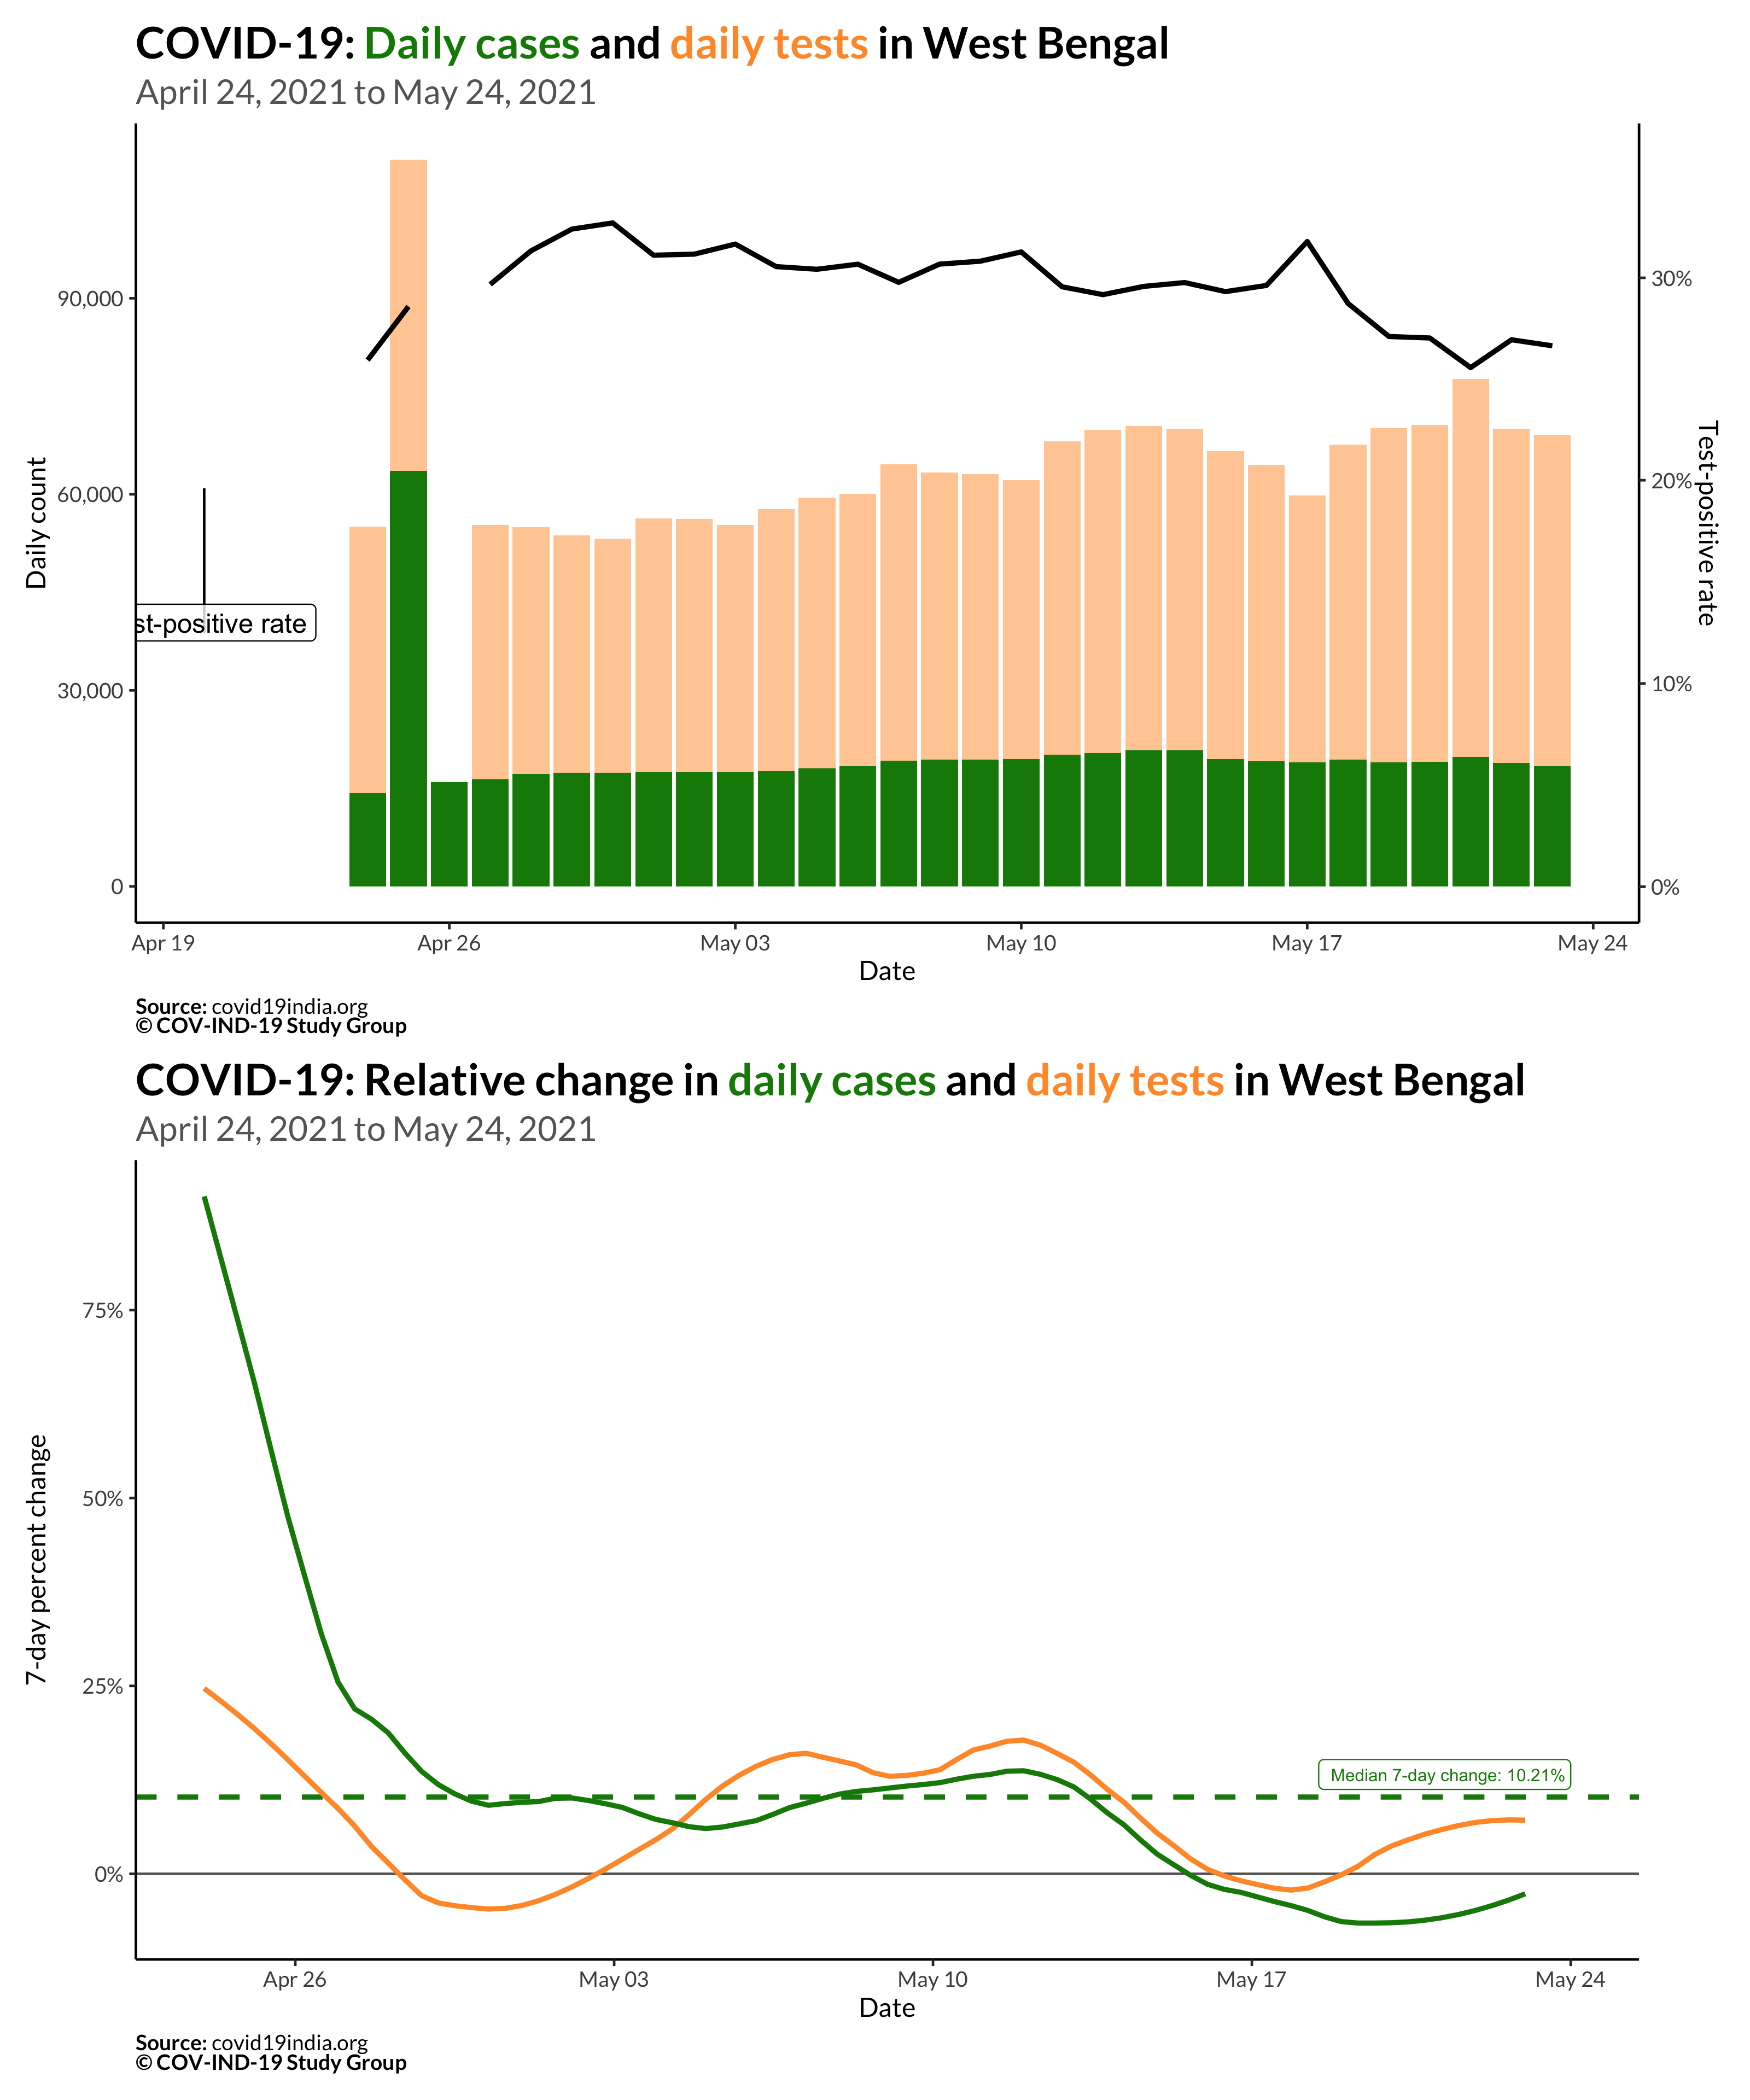 COVID-19: Daily cases and daily tests in West Bengal
April 24, 2021 to May 24, 2021
Daily count
90,000
60,000
30,000
0
st-positive rate
30%
20%
10%
0%
Test-positive rate
Apr 19 Apr 26 May 03 May 10 May 17 May 24
Date
Source: covid19india.org
© COV-IND-19 Study Group
COVID-19: Relative change in daily cases and daily tests in West Bengal
April 24, 2021 to May 24, 2021
7-day percent change
75%
50%
25%
0%
Median 7-day change: 10.21%
Apr 26 May 03 May 10 May 17 May 24
Date
Source: covid19india.org
© COV-IND-19 Study Group